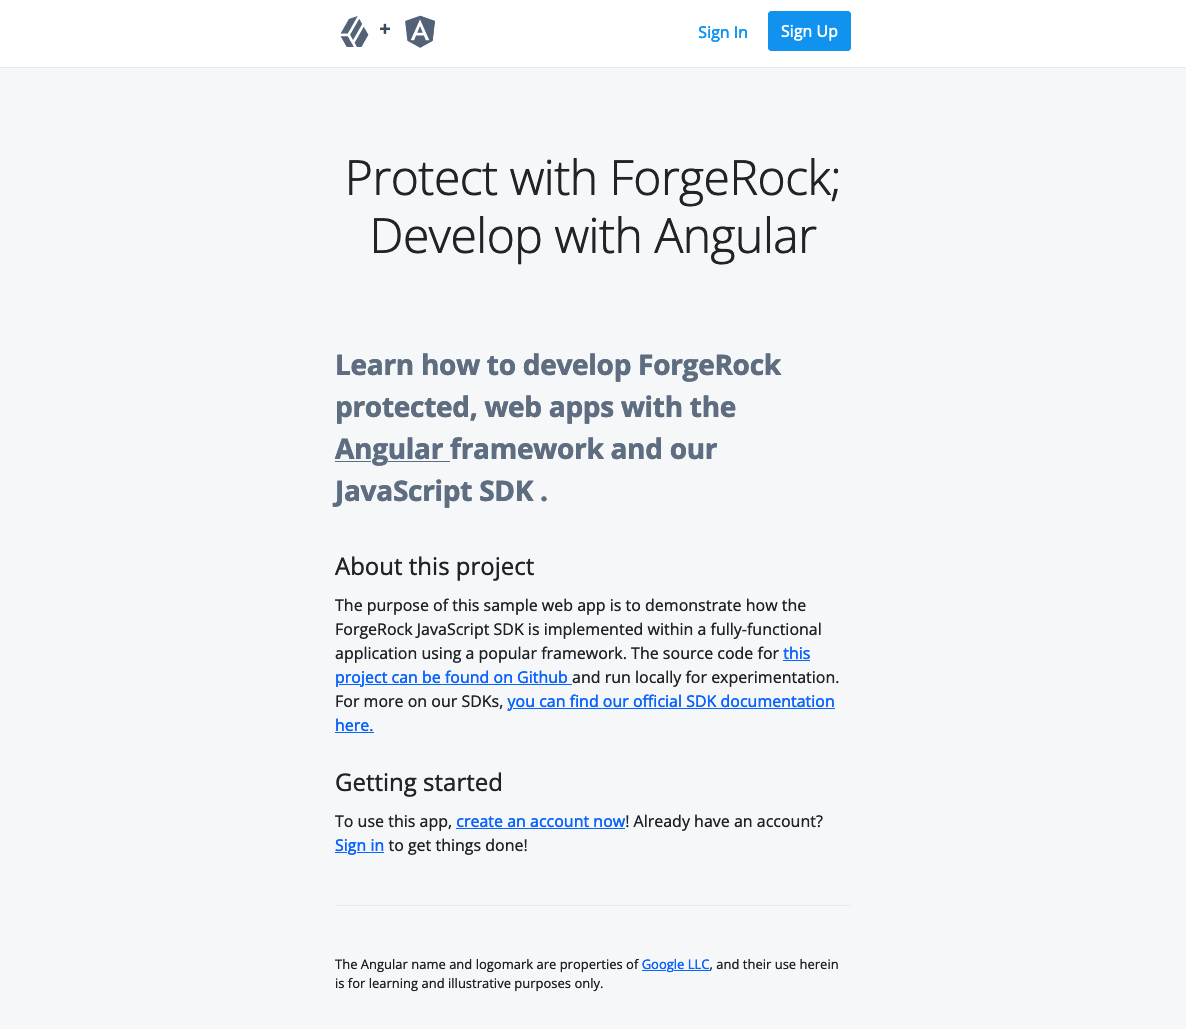 +
Sign In
Sign Up
Protect with ForgeRock;
Develop with Angular
Learn how to develop ForgeRock
protected, web apps with the
Angular framework and our
JavaScript SDK .
About this project
The purpose of this sample web app is to demonstrate how the
ForgeRock JavaScript SDK is implemented within a fully-functional
application using a popular framework. The source code for this
project can be found on Github and run locally for experimentation.
For more on our SDKs, you can find our official SDK documentation
here.
Getting started
To use this app, create an account now! Already have an account?
Sign in to get things done!
The Angular name and logomark are properties of Google LLC, and their use herein
is for learning and illustrative purposes only.